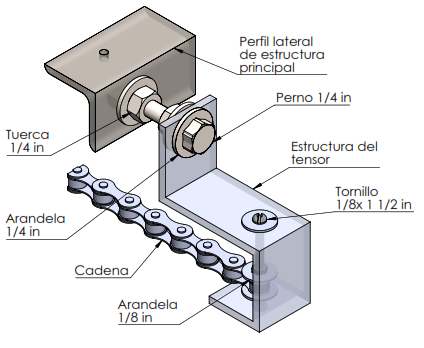 Perfil lateral
de estructura
principal
Perno 1/4 in
Tuerca
1/4 in
Estructura del
tensor
Tornillo
1/8x 1 1/2 in
Arandela
1/4 in
Cadena
Arandela
1/8 in